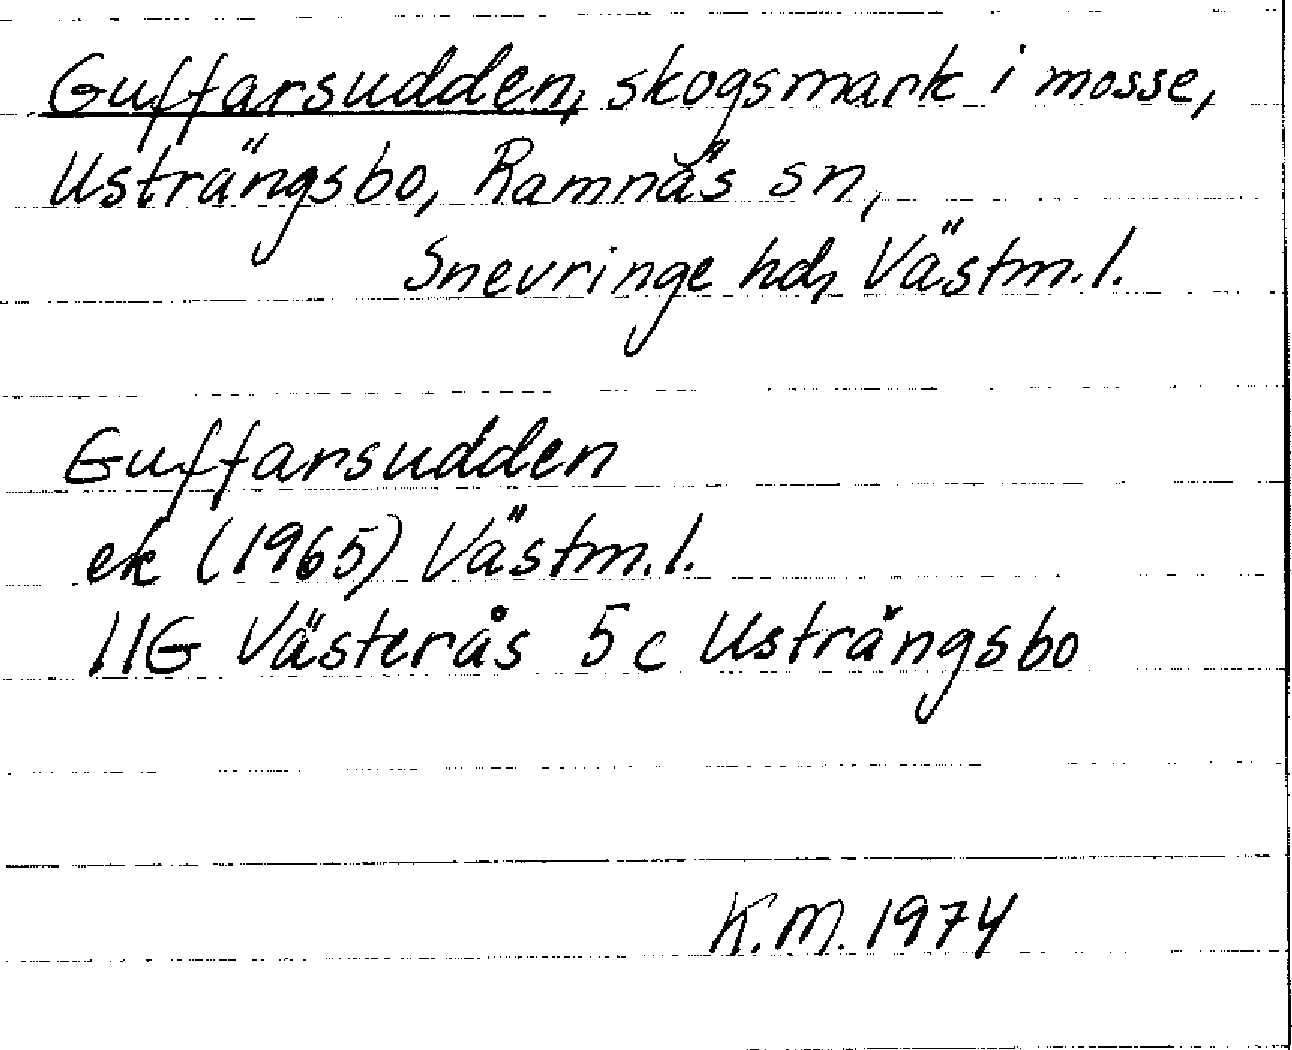 Guffarsudden, skogsmark i mosse,
Usträngsbo, Ramnäs sn,
Snevringe hd, Västm. l.
Guffarsudden
ek (1965) Västm. l.
11G Västerås 5c Usträngsbo
K.M. 1974